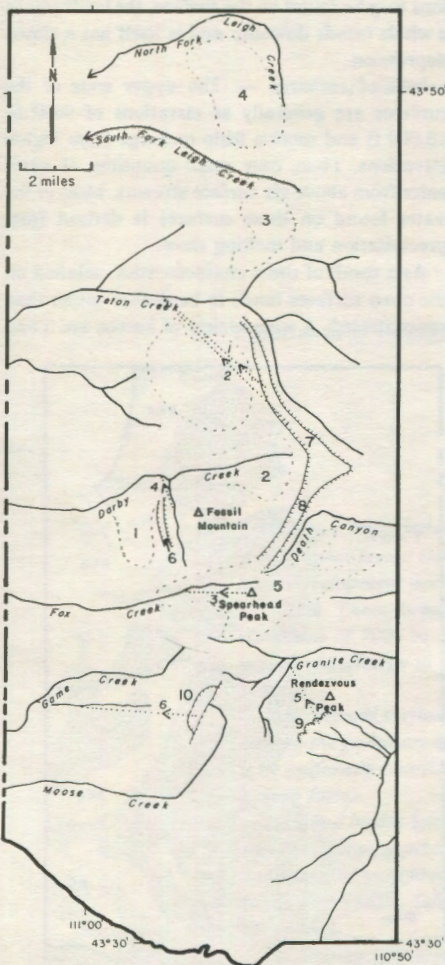 Leigh
North Fork
Creek
N
4
43°50'
South Fork Leigh Creek
2 miles
3
Teton Creek
1
2
7
Creek
2
4
Darby
Fossil
Mountain
8
1
Death Canyon
6
5
Fox
Creek
3
Spearhead
Peak
Granite Creek
Rendezvous
Peak
Game
Creek
10
5
6
9
Moose
Creek
111°00'
43°30'
43°30'
110°50'